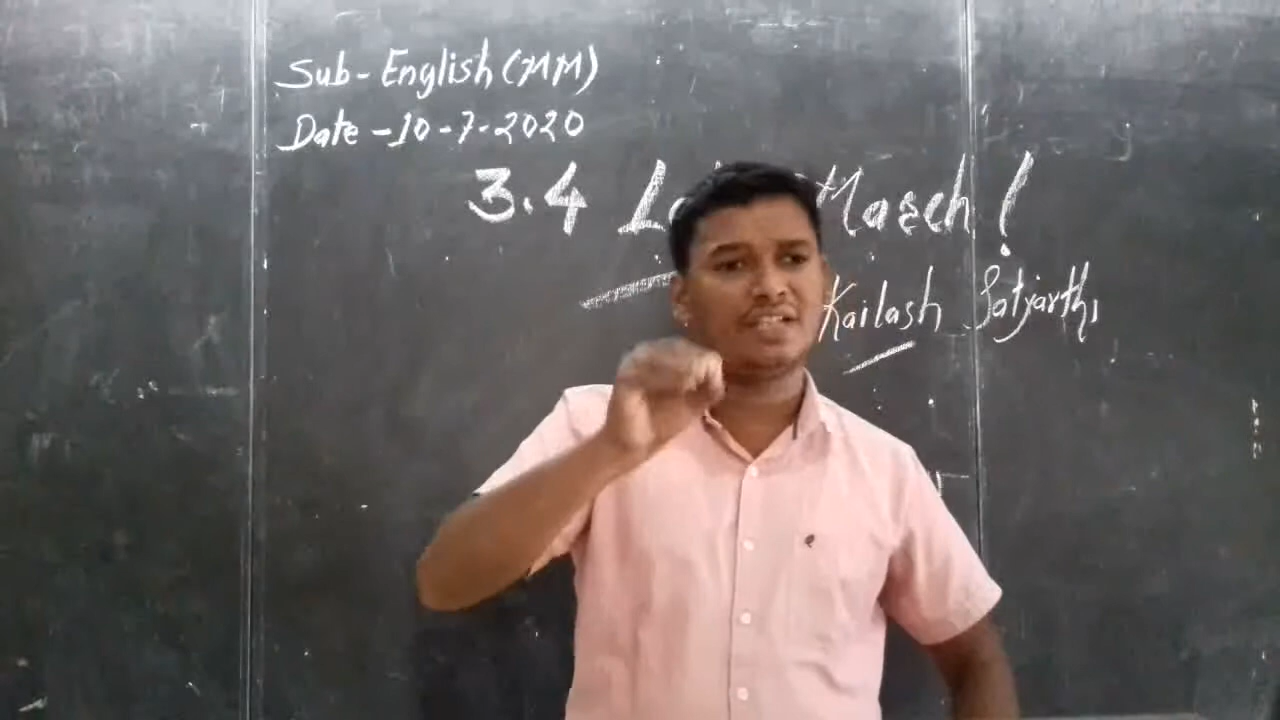 Sub-English (MM)
Date - 10-7-2020
3.4 March!
Kailash Satyarthi